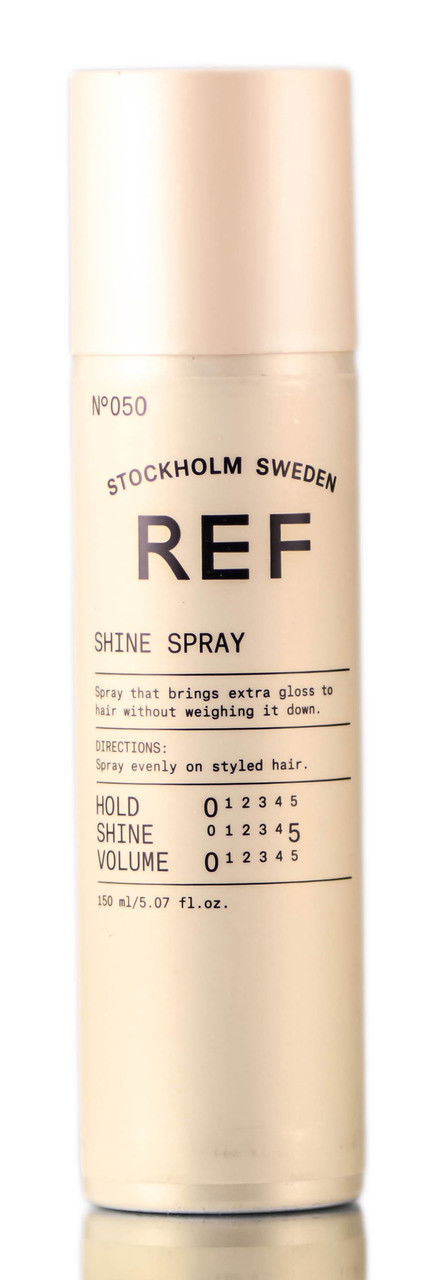 Nº050
STOCKHOLM SWEDEN
REF
SHINE SPRAY
Spray that brings extra gloss to
hair without weighing it down.
DIRECTIONS:
Spray evenly on styled hair.
HOLD 0 1 2 3 4 5
SHINE 0 1 2 3 4 5
VOLUME 0 1 2 3 4 5
150 ml/5.07 fl.oz.